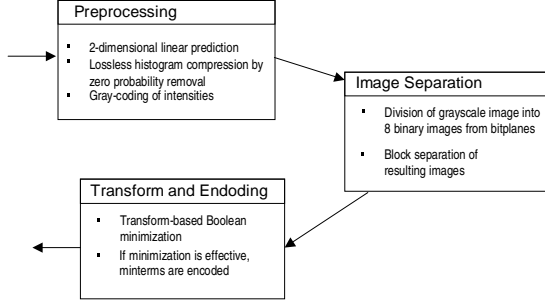 Preprocessing
▪ 2-dimensional linear prediction
▪ Lossless histogram compression by
zero probability removal
▪ Gray-coding of intensities
Image Separation
▪ Division of grayscale image into
8 binary images from bitplanes
▪ Block separation of
resulting images
Transform and Endoding
▪ Transform-based Boolean
minimization
▪ If minimization is effective,
minterms are encoded